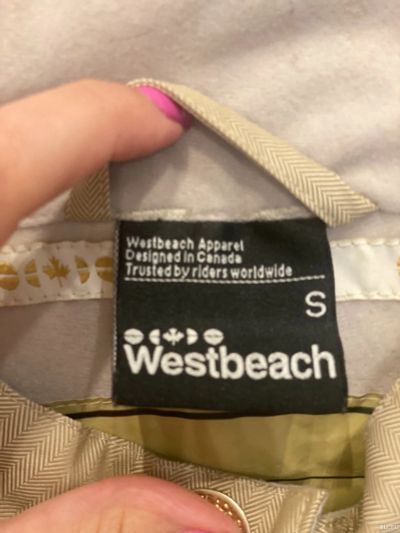 Westbeach Apparel
Designed in Canada
Trusted by riders worldwide
S
Westbeach